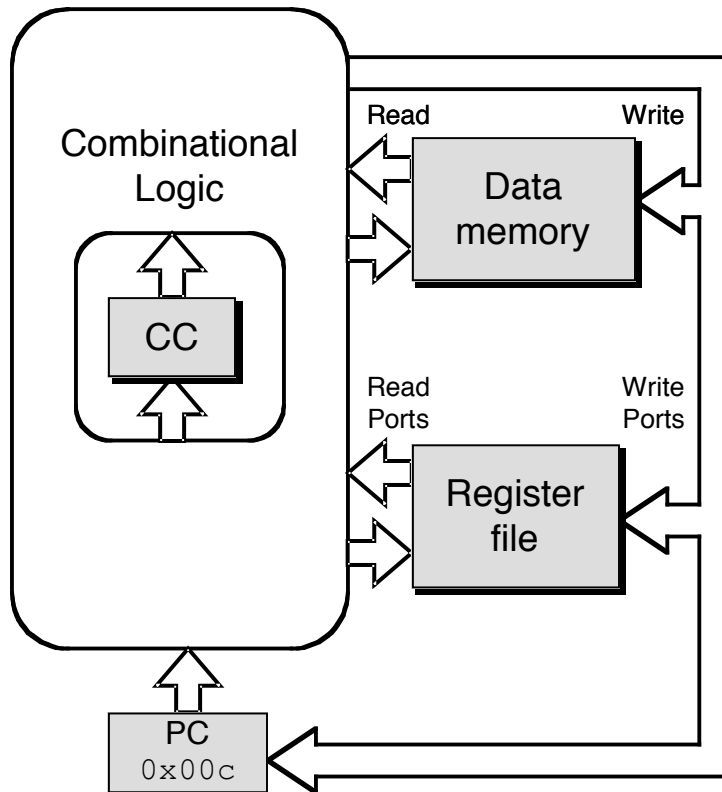 Read
Write
Combinational
Logic
Data
memory
CC
Read
Ports
Write
Ports
Register
file
PC
0x00c